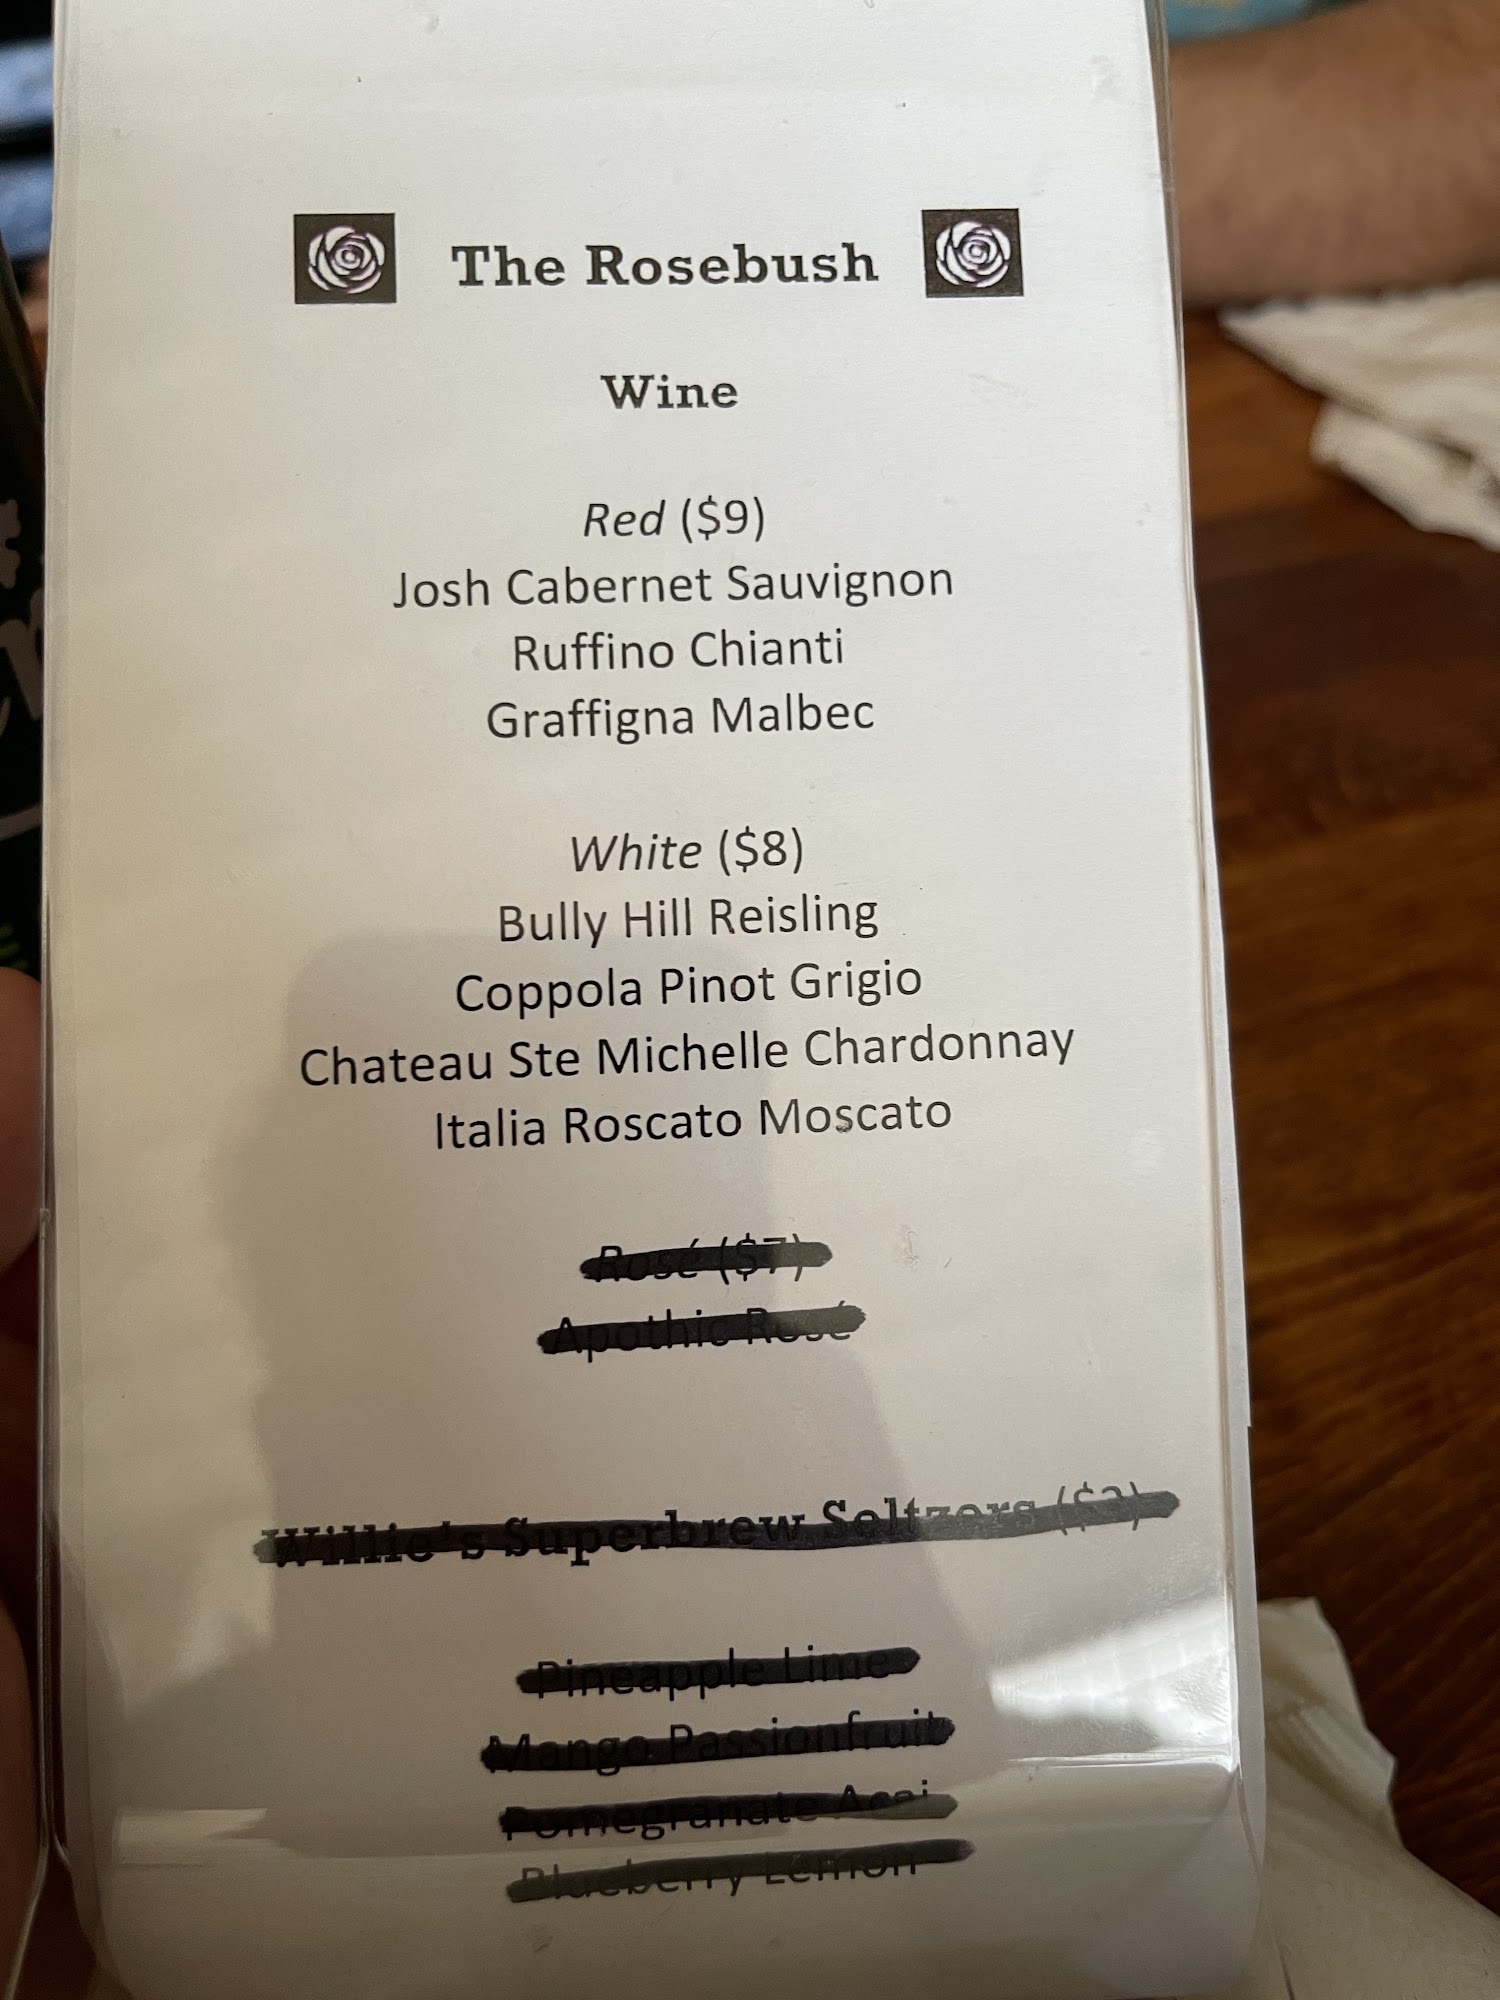 The Rosebush
Wine
Red ($9)
Josh Cabernet Sauvignon
Ruffino Chianti
Graffigna Malbec
White ($8)
Bully Hill Reisling
Coppola Pinot Grigio
Chateau Ste Michelle Chardonnay
Italia Roscato Moscato
Rosé ($7)
Apothic Rosé
Willie's Superbrew Seltzers
Pineapple Lime
Mango Passionfruit
Pomegranate Acai
Blueberry Lemon